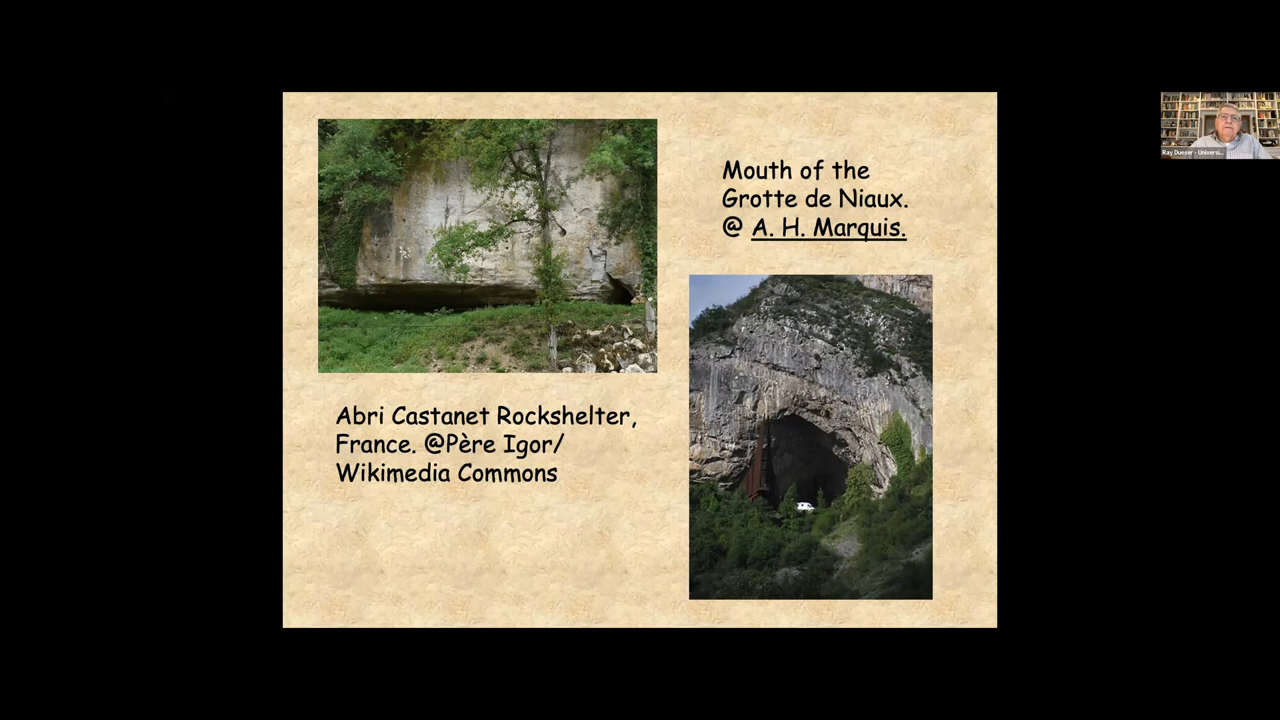 Mouth of the
Grotte de Niaux.
@ A. H. Marquis.
Abri Castanet Rockshelter,
France. @Père Igor/
Wikimedia Commons
Ray Dueser - Universi...